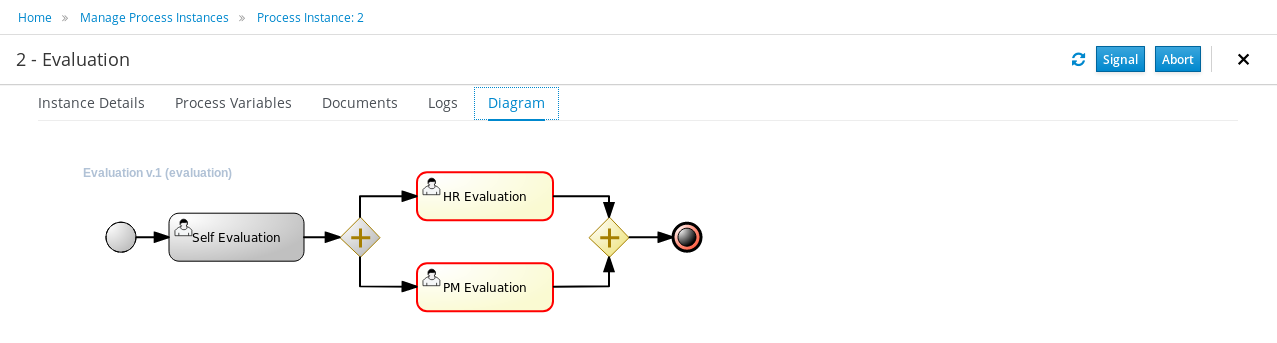 Home » Manage Process Instances » Process Instance: 2
2 - Evaluation
Signal
Abort
Instance Details
Process Variables
Documents
Logs
Diagram
Evaluation v.1 (evaluation)
HR Evaluation
Self Evaluation
PM Evaluation